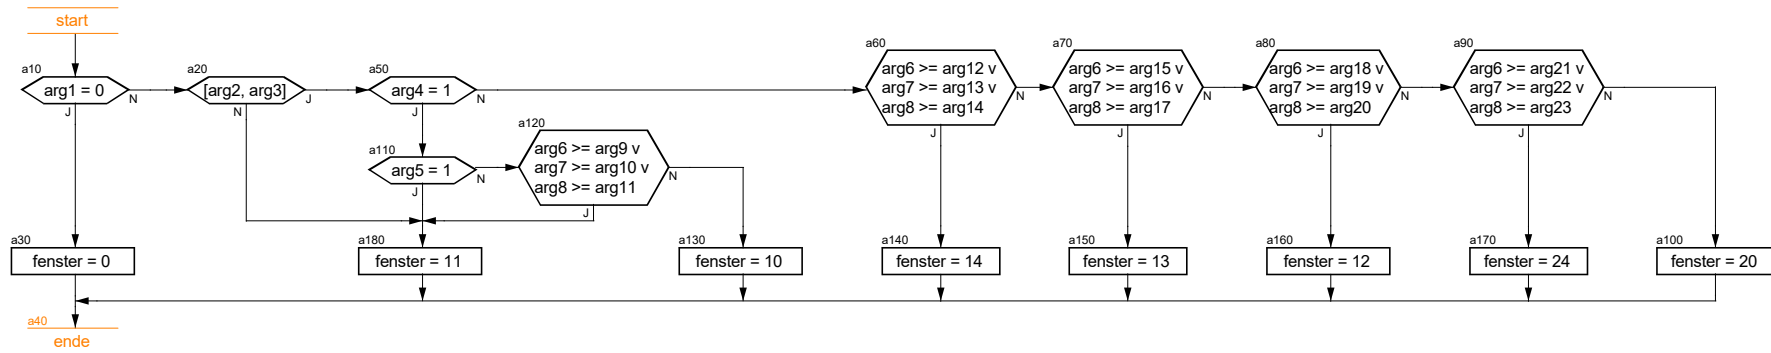 start
a10
arg1 = 0
N
J
a20
[arg2, arg3]
J
N
a50
arg4 = 1
N
J
a60
arg6 >= arg12 v
arg7 >= arg13 v
arg8 >= arg14
N
J
a70
arg6 >= arg15 v
arg7 >= arg16 v
arg8 >= arg17
N
J
a80
arg6 >= arg18 v
arg7 >= arg19 v
arg8 >= arg20
N
J
a90
arg6 >= arg21 v
arg7 >= arg22 v
arg8 >= arg23
N
J
a110
arg5 = 1
N
J
a120
arg6 >= arg9 v
arg7 >= arg10 v
arg8 >= arg11
N
J
a30
fenster = 0
a180
fenster = 11
a130
fenster = 10
a140
fenster = 14
a150
fenster = 13
a160
fenster = 12
a170
fenster = 24
a100
fenster = 20
a40
ende